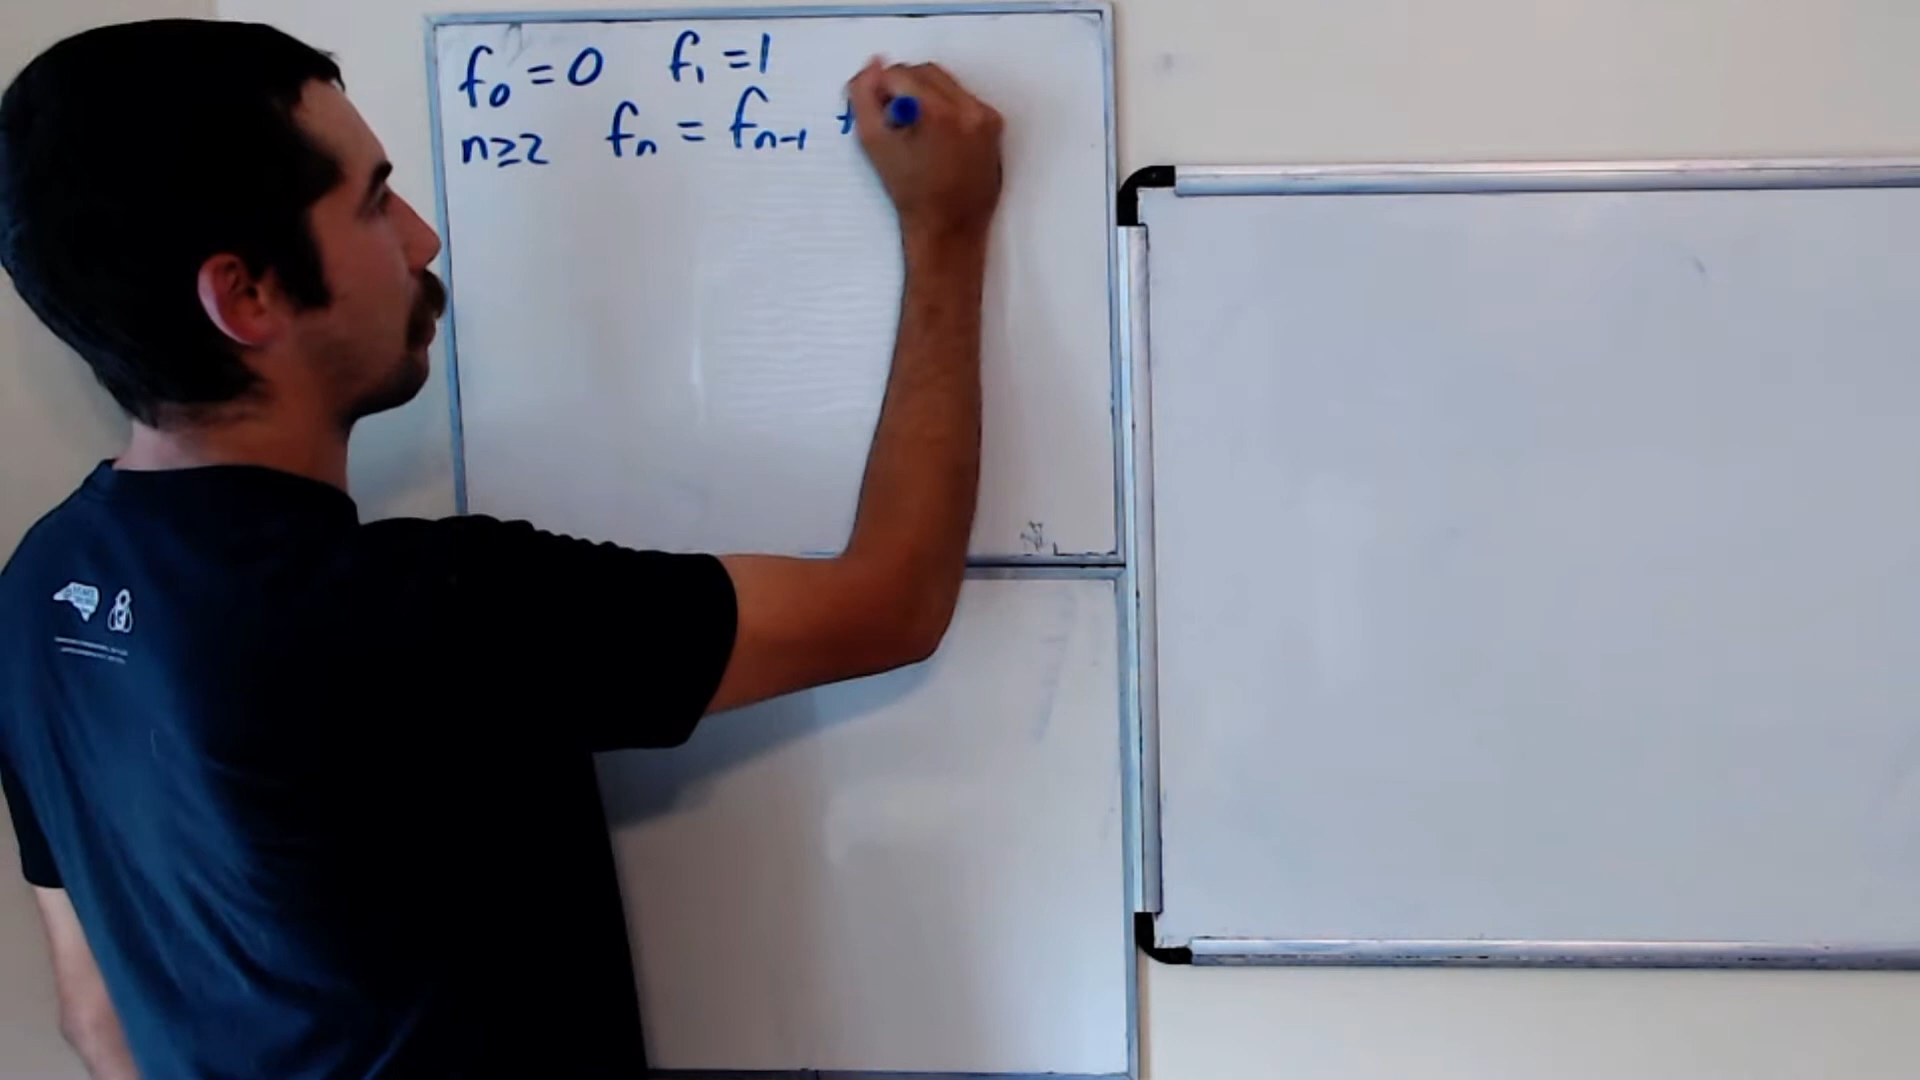 f₀ = 0 f₁ = 1
n≥2 fₙ = fₙ₋₁ +